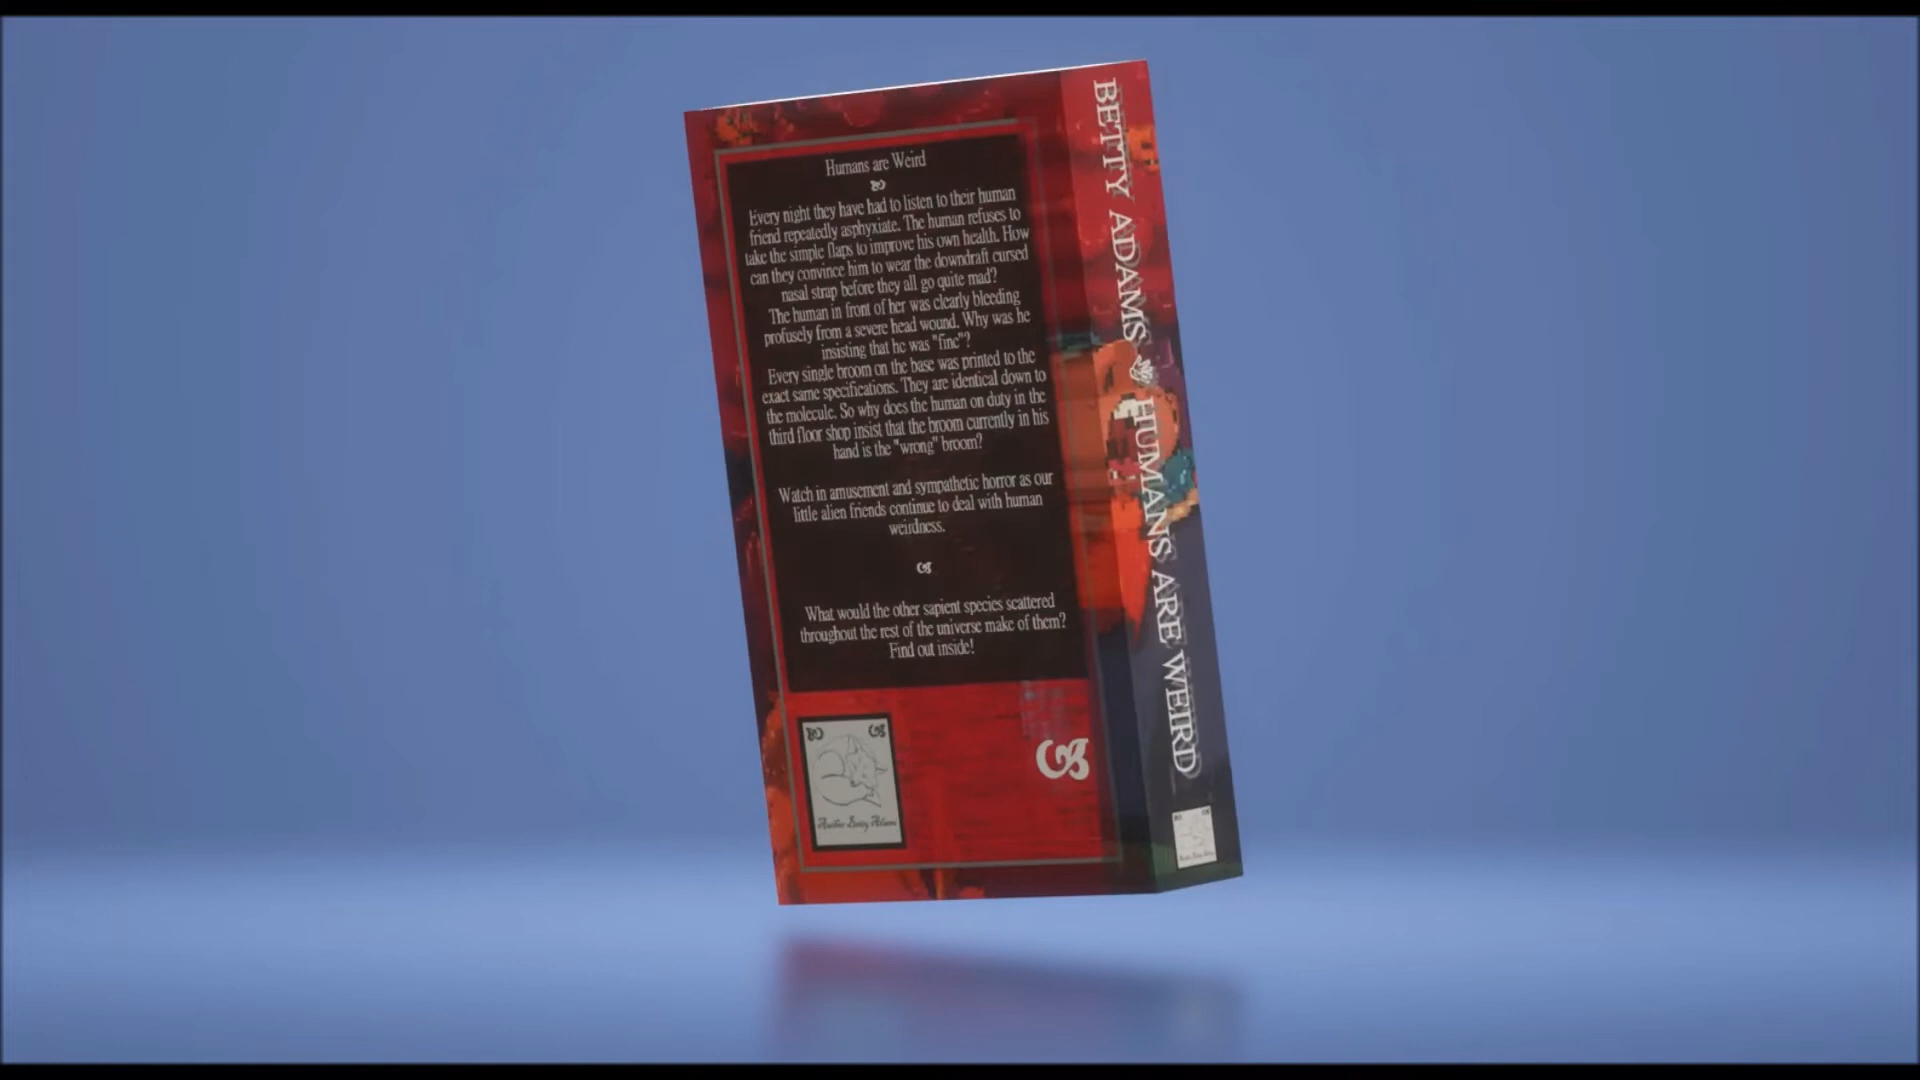 Humans are Weird
Every night they have had to listen to their human
friend repeatedly asphyxiate. The human refuses to
take the simple flaps to improve his own health. How
can they convince him to wear the downdraft cursed
nasal strap before they all go quite mad?
The human in front of her was clearly bleeding
profusely from a severe head wound. Why was he
insisting that he was "fine"?
Every single broom on the base was printed to the
exact same specifications. They are identical down to
the molecule. So why does the human on duty in the
third floor shop insist that the broom currently in his
hand is the "wrong" broom?
Watch in amusement and sympathetic horror as our
little alien friends continue to deal with human
weirdness.
What would the other sapient species scattered
throughout the rest of the universe make of them?
Find out inside!
Author Betty Adams
BETTY ADAMS HUMANS ARE WEIRD